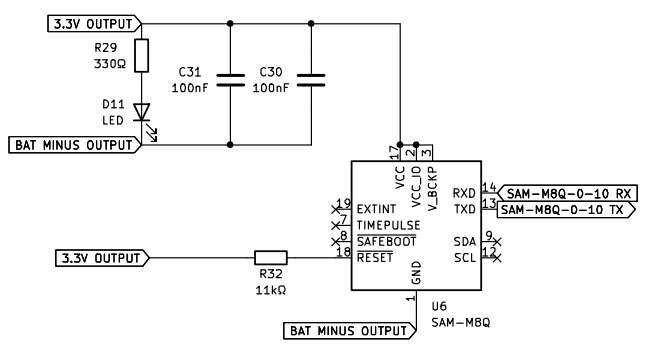 3.3V OUTPUT
R29
330Ω
C31
100nF
C30
100nF
D11
LED
BAT MINUS OUTPUT
17
2
3
VCC
VCC_IO
V_BCKP
RXD
14
SAM-M8Q-0-10 RX
TXD
13
SAM-M8Q-0-10 TX
19
EXTINT
7
TIMEPULSE
8
SAFEBOOT
SDA
9
18
RESET
SCL
12
3.3V OUTPUT
R32
11kΩ
GND
1
U6
SAM-M8Q
BAT MINUS OUTPUT